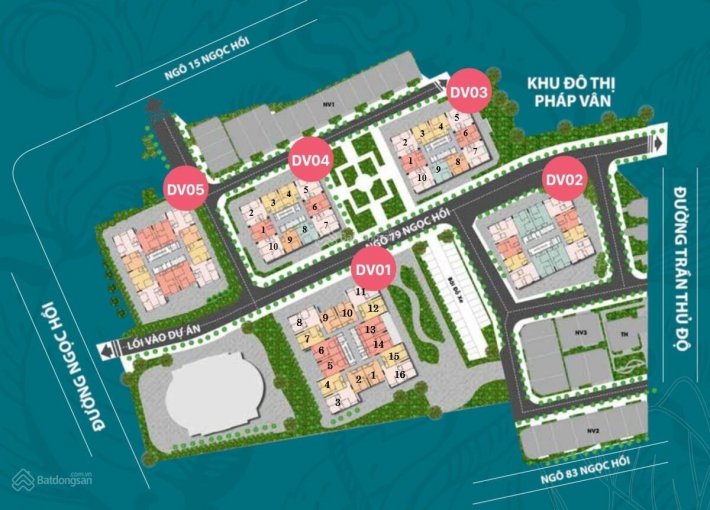 NGÕ 15 NGỌC HỒI
NV1
DV03
KHU ĐÔ THỊ
PHÁP VÂN
5
3
4
6
2
1
7
8
9
10
DV04
5
3
4
6
2
1
7
8
9
10
DV05
DV02
NGÕ 79 NGỌC HỒI
ĐƯỜNG TRẦN THỦ ĐỘ
DV01
11
10
12
9
8
13
7
14
6
15
5
16
4
1
2
3
BÃI ĐỖ XE
LỐI VÀO DỰ ÁN
ĐƯỜNG NGỌC HỒI
NV3
TH
NV2
NGÕ 83 NGỌC HỒI
Batdongsan
.com.vn